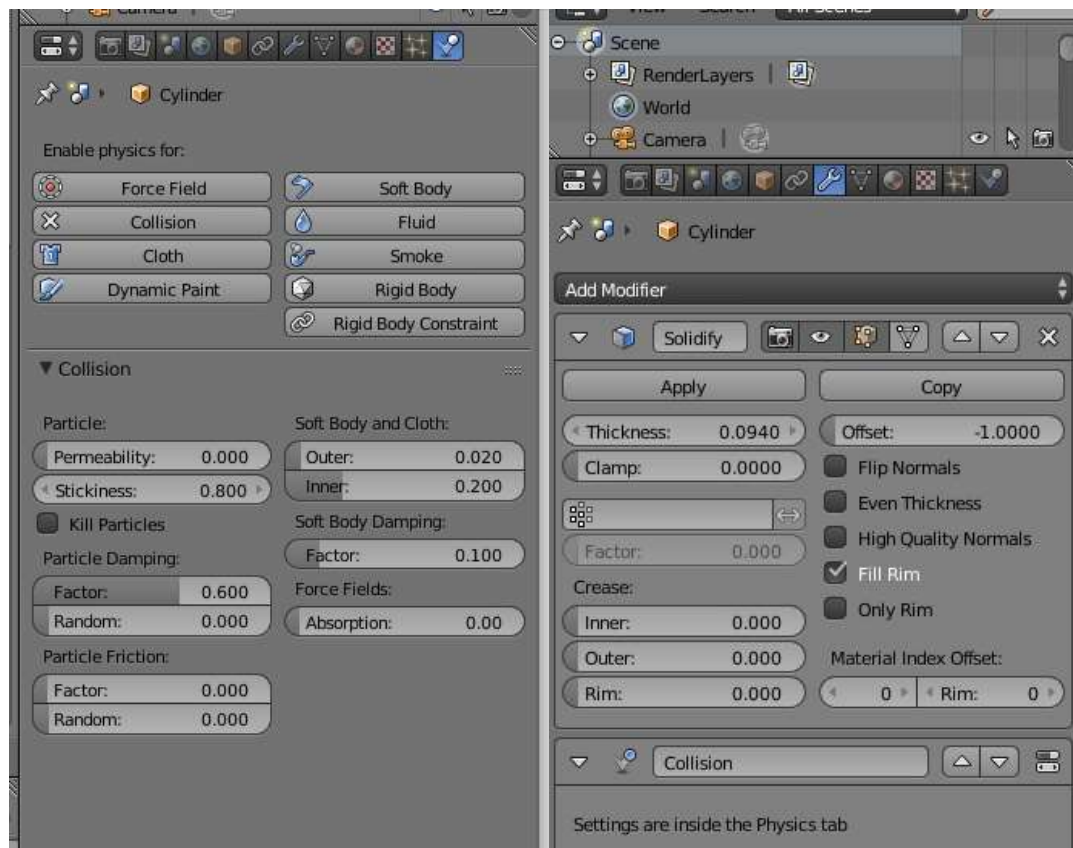 Camera
Cylinder
Enable physics for:
Force Field
Soft Body
Collision
Fluid
Cloth
Smoke
Dynamic Paint
Rigid Body
Rigid Body Constraint
Collision
Particle:
Soft Body and Cloth:
Permeability: 0.000
Outer: 0.020
Stickiness: 0.800
Inner: 0.200
Kill Particles
Soft Body Damping:
Particle Damping:
Factor: 0.100
Factor: 0.600
Force Fields:
Random: 0.000
Absorption: 0.00
Particle Friction:
Factor: 0.000
Random: 0.000
View Search All Scenes
Scene
RenderLayers
World
Camera
Cylinder
Add Modifier
Solidify
Apply
Copy
Thickness: 0.0940
Offset: -1.0000
Clamp: 0.0000
Flip Normals
Even Thickness
Factor: 0.000
High Quality Normals
Crease:
Fill Rim
Inner: 0.000
Only Rim
Outer: 0.000
Material Index Offset:
Rim: 0.000
0 Rim: 0
Collision
Settings are inside the Physics tab